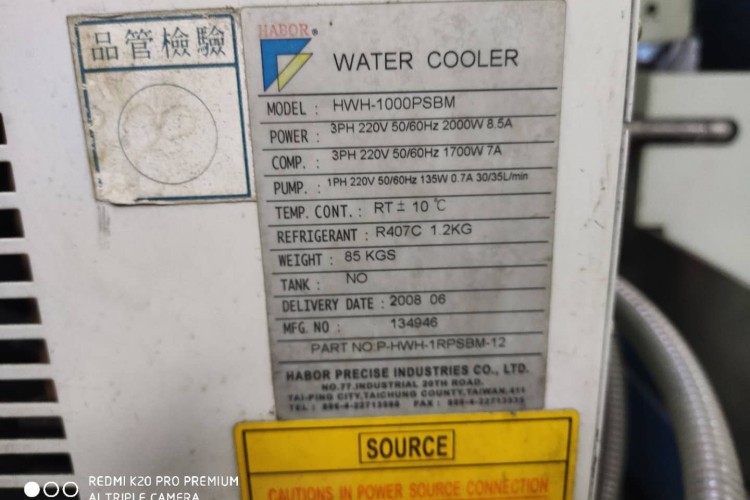 品管檢驗
HABOR®
WATER COOLER
MODEL : HWH-1000PSBM
POWER : 3PH 220V 50/60Hz 2000W 8.5A
COMP. : 3PH 220V 50/60Hz 1700W 7A
PUMP. : 1PH 220V 50/60Hz 135W 0.7A 30/35L/min
TEMP. CONT. : RT ± 10 ℃
REFRIGERANT : R407C 1.2KG
WEIGHT : 85 KGS
TANK : NO
DELIVERY DATE : 2008 06
MFG. NO : 134946
PART NO.P-HWH-1RPSBM-12
HABOR PRECISE INDUSTRIES CO., LTD.
NO.77.INDUSTRIAL 20TH ROAD.
TAI-PING CITY,TAICHUNG COUNTY,TAIWAN.411
TEL : FAX :
SOURCE
CAUTIONS IN POWER SOURCE CONNECTION
REDMI K20 PRO PREMIUM
AI TRIPLE CAMERA